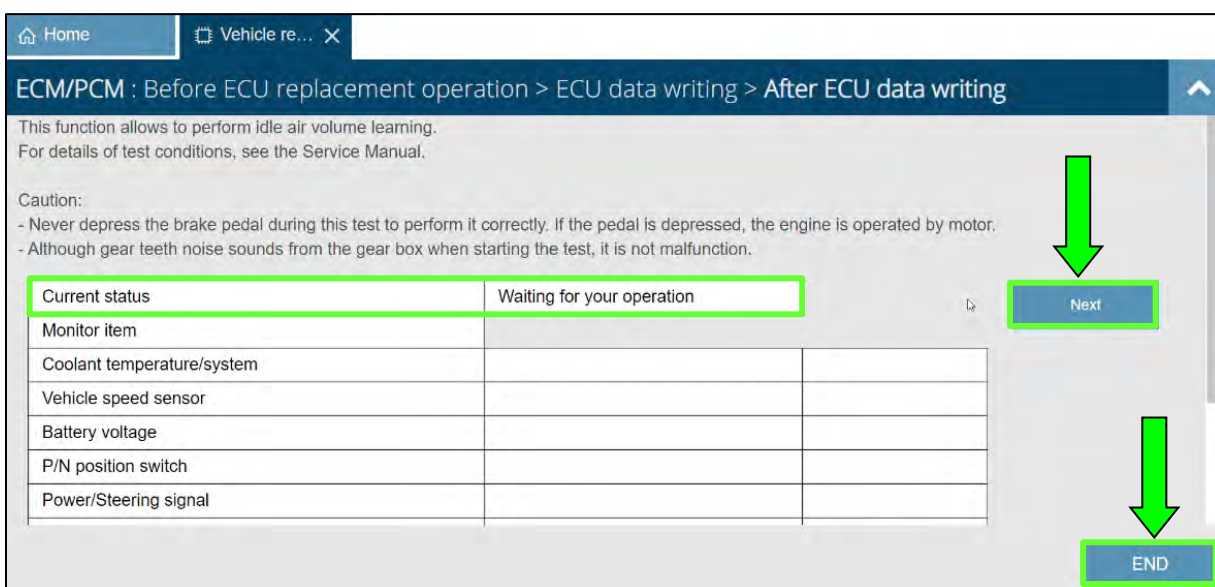 Home
Vehicle re...
ECM/PCM : Before ECU replacement operation > ECU data writing > After ECU data writing
This function allows to perform idle air volume learning.
For details of test conditions, see the Service Manual.
Caution:
- Never depress the brake pedal during this test to perform it correctly. If the pedal is depressed, the engine is operated by motor.
- Although gear teeth noise sounds from the gear box when starting the test, it is not malfunction.
Current status Waiting for your operation
Next
Monitor item
Coolant temperature/system
Vehicle speed sensor
Battery voltage
P/N position switch
Power/Steering signal
END